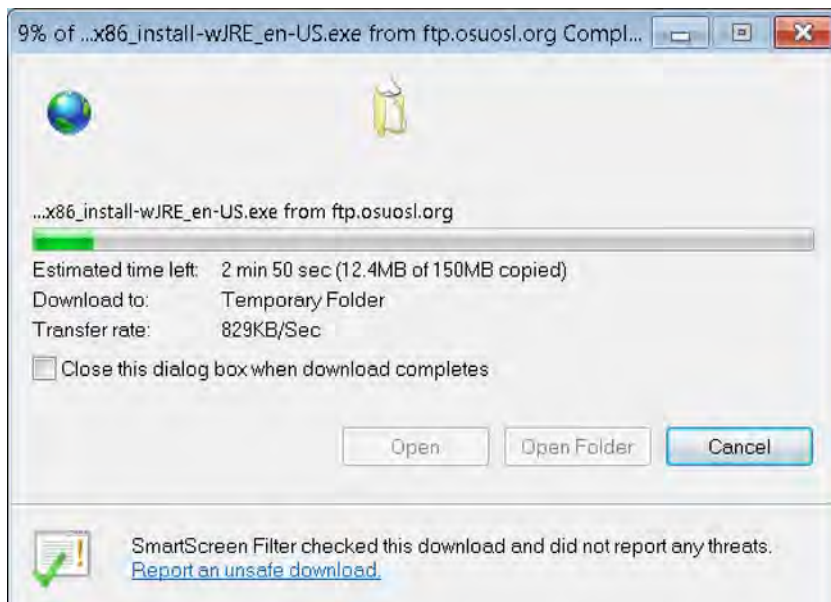 9% of ...x86_install-wJRE_en-US.exe from ftp.osuosl.org Compl...
...x86_install-wJRE_en-US.exe from ftp.osuosl.org
Estimated time left: 2 min 50 sec (12.4MB of 150MB copied)
Download to: Temporary Folder
Transfer rate: 829KB/Sec
Close this dialog box when download completes
Open Open Folder Cancel
SmartScreen Filter checked this download and did not report any threats.
Report an unsafe download.